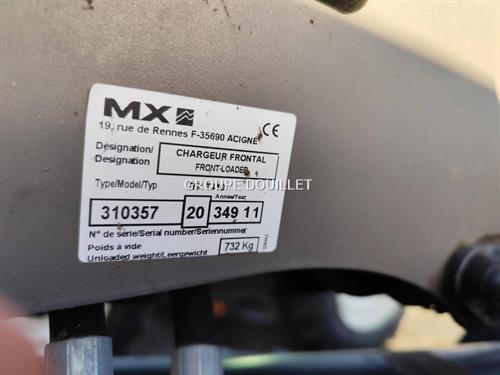 MX
19, rue de Rennes F-35690 ACIGNE
CE
Désignation/
Designation
CHARGEUR FRONTAL
FRONT-LOADER
Type/Model/Typ
GROUPE DOUILLET
Année/Year
310357 20 349 11
N° de série/Serial number/Seriennummer
Poids à vide
Unloaded weight/Leergewicht
732 Kg